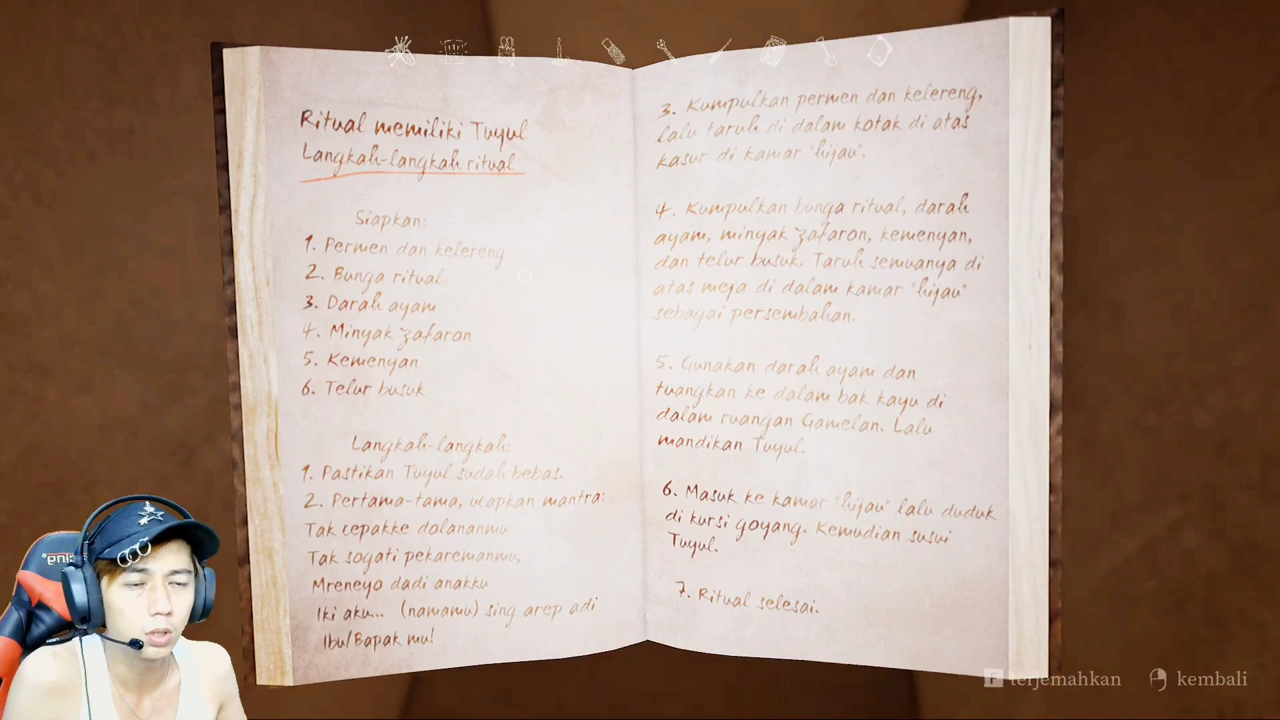 Ritual memiliki Tuyul
Langkah-langkah ritual
Siapkan:
1. Permen dan kelereng
2. Bunga ritual
3. Darah ayam
4. Minyak zafaron
5. Kemenyan
6. Telur busuk
Langkah-langkah:
1. Pastikan Tuyul sudah bebas.
2. Pertama-tama, ucapkan mantra:
Tak cepakke dolananmu
Tak sogati pekaremanmu,
Mreneyo dadi anakku
Iki aku... (namamu) sing arep adi
Ibu/Bapak mu!
3. Kumpulkan permen dan kelereng,
lalu taruh di dalam kotak di atas
kasur di kamar "hijau".
4. Kumpulkan bunga ritual, darah
ayam, minyak zafaron, kemenyan,
dan telur busuk. Taruh semuanya di
atas meja di dalam kamar "hijau"
sebagai persembahan.
5. Gunakan darah ayam dan
tuangkan ke dalam bak kayu di
dalam ruangan Gamelan. Lalu
mandikan Tuyul.
6. Masuk ke kamar "hijau" lalu duduk
di kursi goyang. Kemudian susui
Tuyul.
7. Ritual selesai.
F terjemahkan
kembali